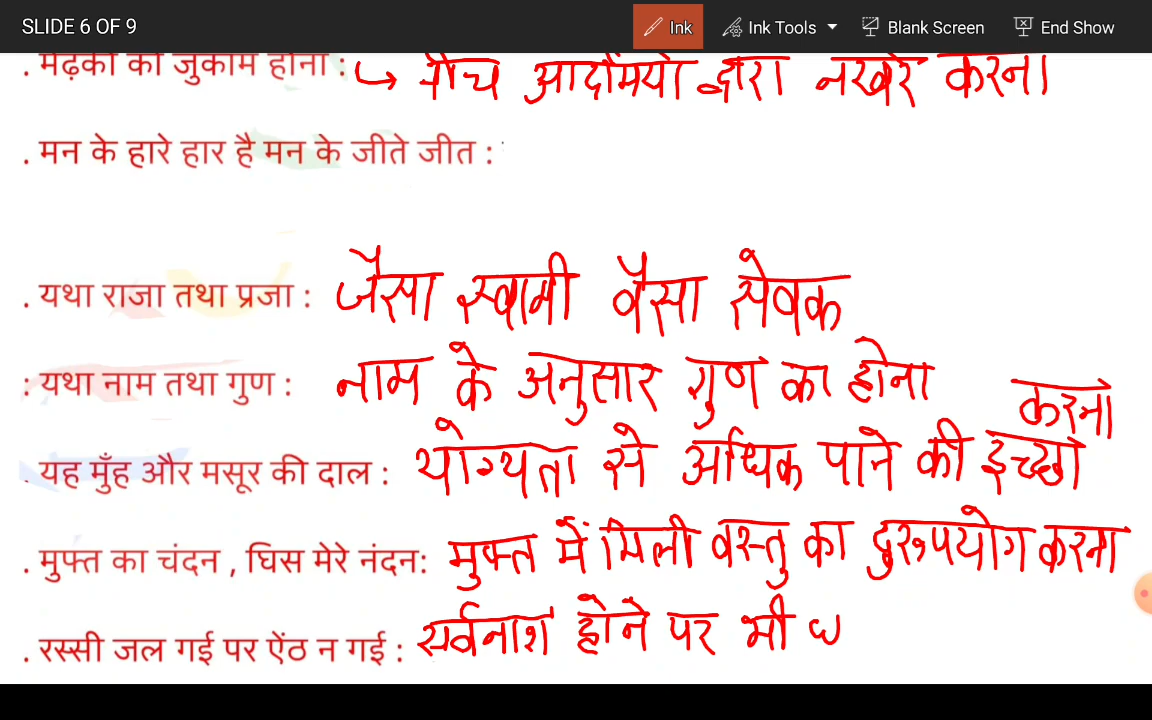 SLIDE 6 OF 9 Ink Ink Tools Blank Screen End Show
. मेढ़की को जुकाम होना : नीच आदमियों द्वारा नखरे करना
. मन के हारे हार है मन के जीते जीत :
. यथा राजा तथा प्रजा : जैसा स्वामी वैसा सेवक
: यथा नाम तथा गुण : नाम के अनुसार गुण का होना
. यह मुँह और मसूर की दाल : योग्यता से अधिक पाने की इच्छा करना
. मुफ्त का चंदन , घिस मेरे नंदन: मुफ्त में मिली वस्तु का दुरुपयोग करना
. रस्सी जल गई पर ऐंठ न गई : सर्वनाश होने पर भी